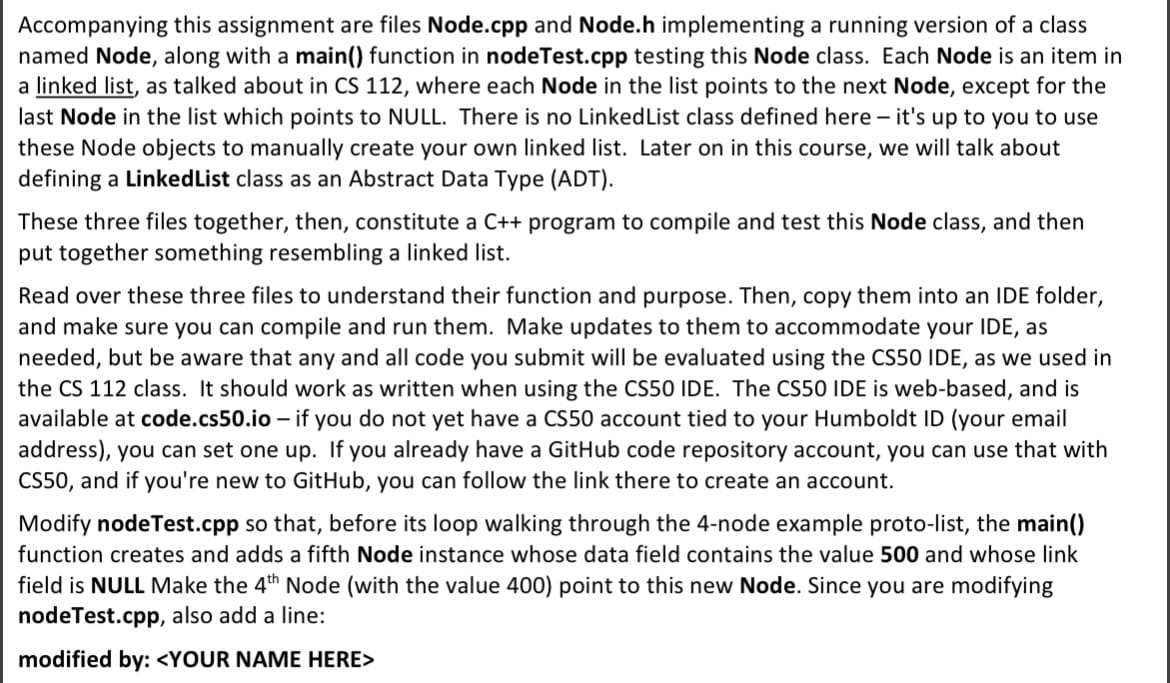 Accompanying this assignment are files Node.cpp and Node.h implementing a running version of a class
named Node, along with a main() function in nodeTest.cpp testing this Node class.  Each Node is an item in
a linked list, as talked about in CS 112, where each Node in the list points to the next Node, except for the
last Node in the list which points to NULL.  There is no LinkedList class defined here – it's up to you to use
these Node objects to manually create your own linked list.  Later on in this course, we will talk about
defining a LinkedList class as an Abstract Data Type (ADT).
These three files together, then, constitute a C++ program to compile and test this Node class, and then
put together something resembling a linked list.
Read over these three files to understand their function and purpose. Then, copy them into an IDE folder,
and make sure you can compile and run them.  Make updates to them to accommodate your IDE, as
needed, but be aware that any and all code you submit will be evaluated using the CS50 IDE, as we used in
the CS 112 class.  It should work as written when using the CS50 IDE.  The CS50 IDE is web-based, and is
available at code.cs50.io – if you do not yet have a CS50 account tied to your Humboldt ID (your email
address), you can set one up.  If you already have a GitHub code repository account, you can use that with
CS50, and if you're new to GitHub, you can follow the link there to create an account.
Modify nodeTest.cpp so that, before its loop walking through the 4-node example proto-list, the main()
function creates and adds a fifth Node instance whose data field contains the value 500 and whose link
field is NULL Make the 4th Node (with the value 400) point to this new Node. Since you are modifying
nodeTest.cpp, also add a line:
modified by: <YOUR NAME HERE>